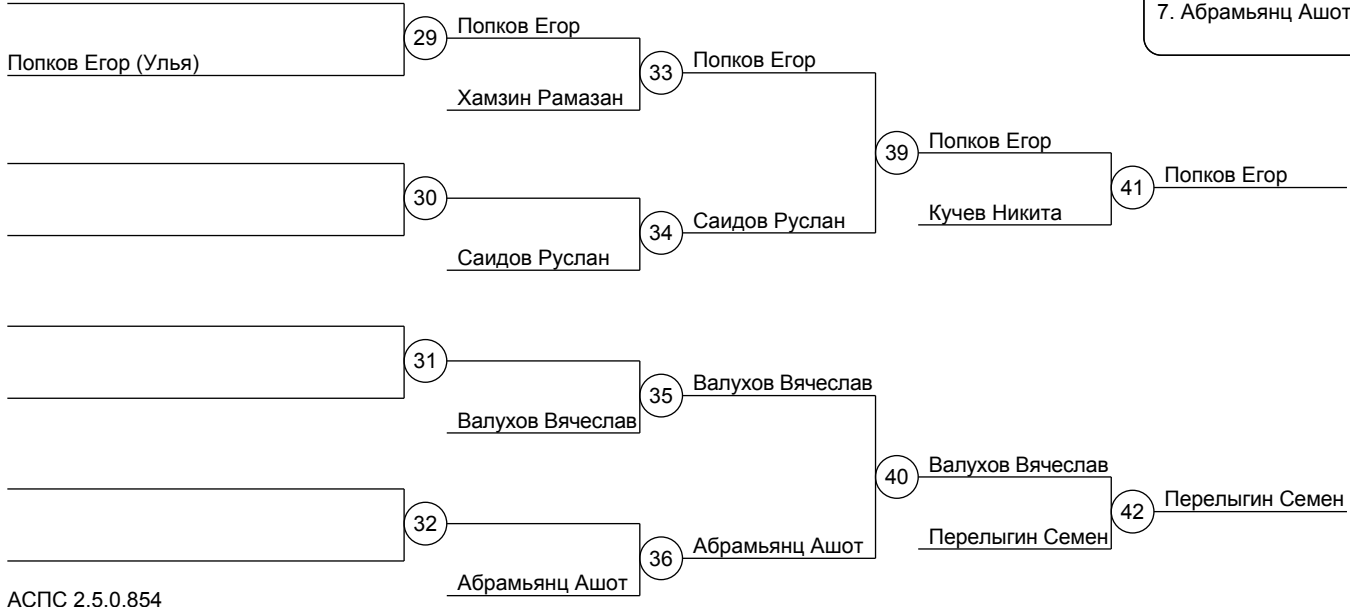 7. Абрамьянц Ашот
29
Попков Егор
Попков Егор (Улья)
33
Попков Егор
Хамзин Рамазан
39
Попков Егор
41
Попков Егор
30
Саидов Руслан
34
Саидов Руслан
Кучев Никита
31
35
Валухов Вячеслав
Валухов Вячеслав
40
Валухов Вячеслав
42
Перелыгин Семен
32
Перелыгин Семен
36
Абрамьянц Ашот
Абрамьянц Ашот
АСПС 2.5.0.854